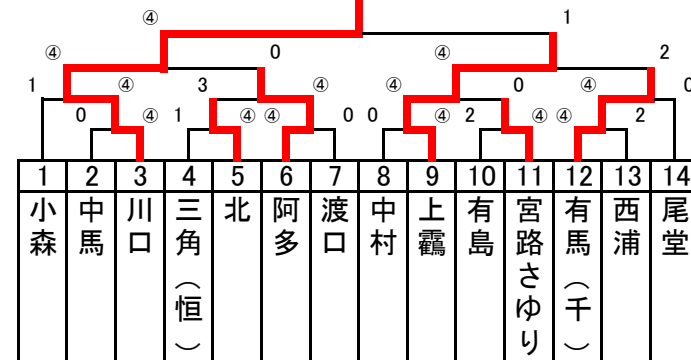 ④ 1
④ 0 ④ 2
1 ④ 3 ④ ④ 0 ④ 0
0 ④ 1 ④ ④ 0 0 ④ 2 ④ ④ 2
1 2 3 4 5 6 7 8 9 10 11 12 13 14
小森
中馬
川口
三角（恒）
北
阿多
渡口
中村
上靍
有島
宮路さゆり
有馬（千）
西浦
尾堂